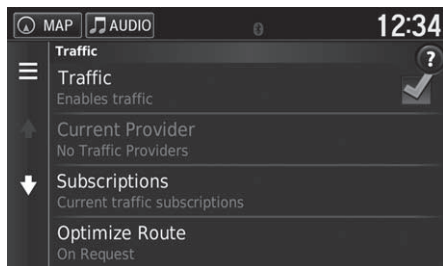 MAP AUDIO 12:34
Traffic
?
Traffic
Enables traffic
Current Provider
No Traffic Providers
Subscriptions
Current traffic subscriptions
Optimize Route
On Request